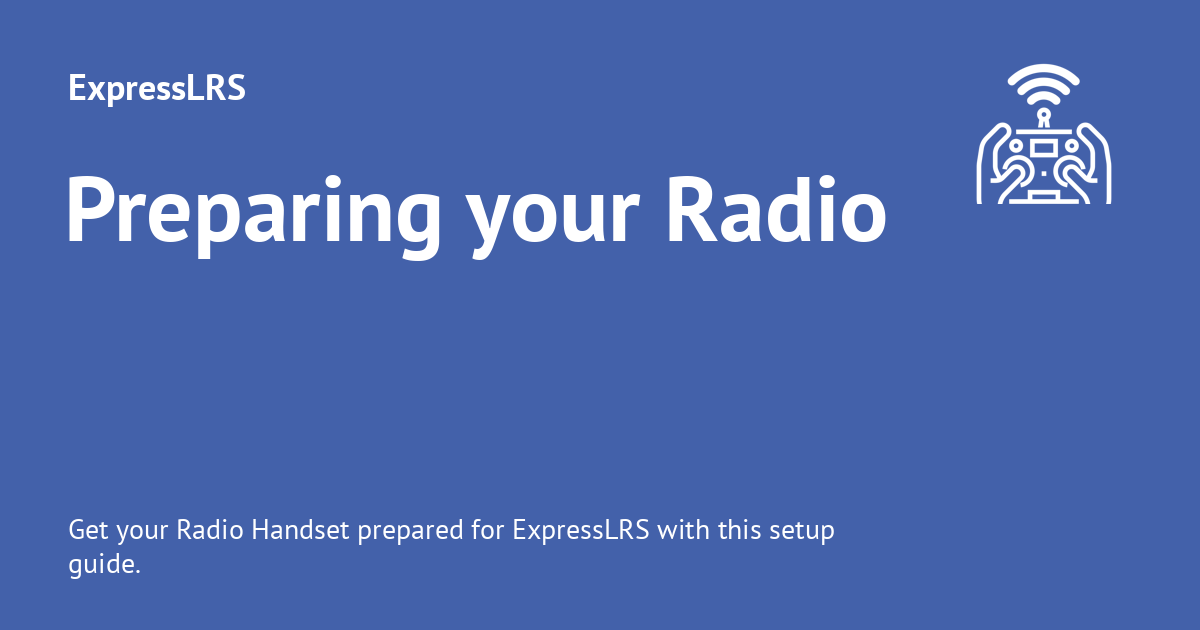 ExpressLRS
Preparing your Radio
Get your Radio Handset prepared for ExpressLRS with this setup
guide.